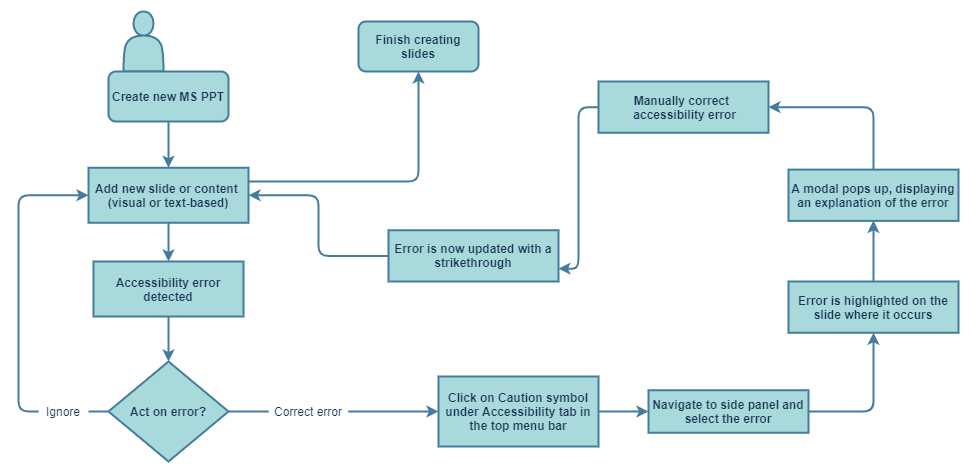 Create new MS PPT
Add new slide or content
(visual or text-based)
Accessibility error
detected
Act on error?
Ignore
Correct error
Click on Caution symbol
under Accessibility tab in
the top menu bar
Navigate to side panel and
select the error
Error is highlighted on the
slide where it occurs
A modal pops up, displaying
an explanation of the error
Manually correct
accessibility error
Error is now updated with a
strikethrough
Finish creating
slides